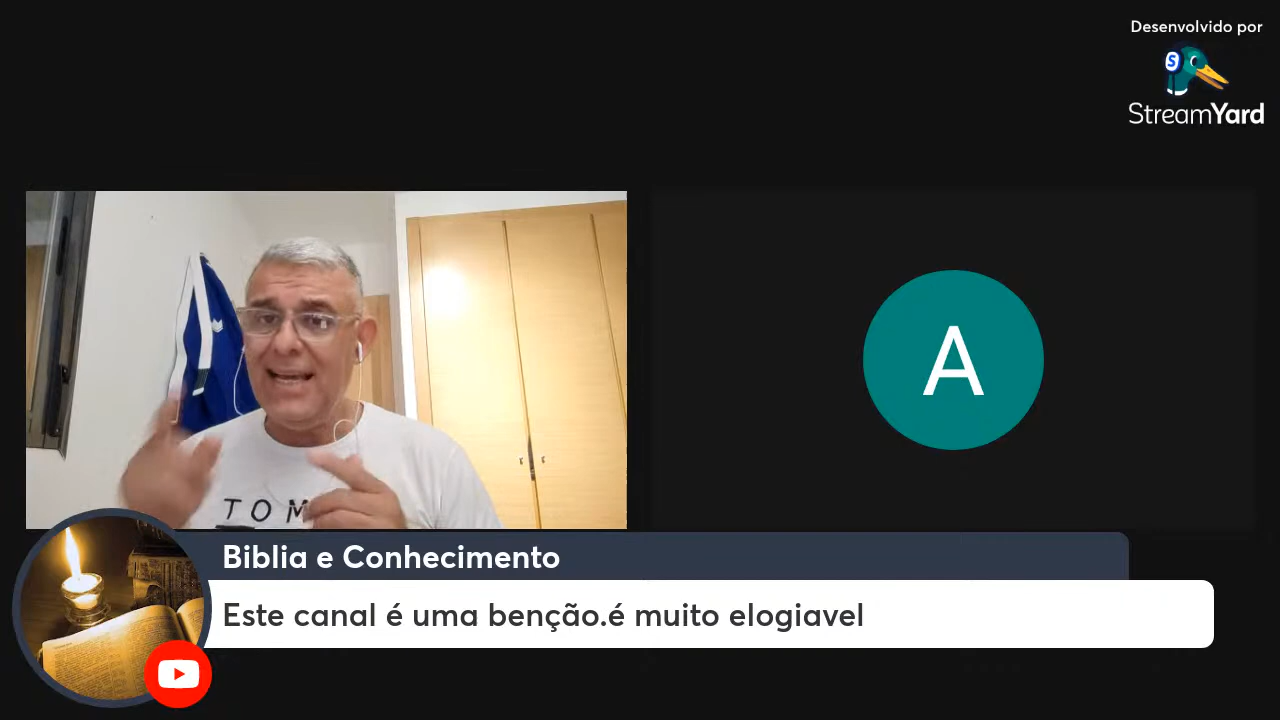 Desenvolvido por
StreamYard
A
TOM
Biblia e Conhecimento
Este canal é uma benção.é muito elogiavel